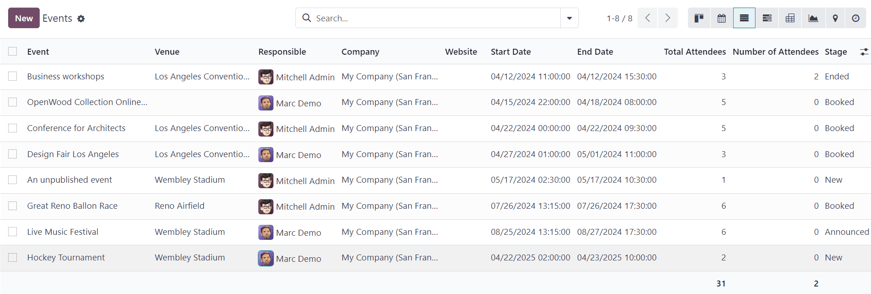 New Events Search... 1-8 / 8
Event Venue Responsible Company Website Start Date End Date Total Attendees Number of Attendees Stage
Business workshops Los Angeles Conventio... Mitchell Admin My Company (San Fran... 04/12/2024 11:00:00 04/12/2024 15:30:00 3 2 Ended
OpenWood Collection Online... Marc Demo My Company (San Fran... 04/15/2024 22:00:00 04/18/2024 08:00:00 5 0 Booked
Conference for Architects Los Angeles Conventio... Mitchell Admin My Company (San Fran... 04/22/2024 00:00:00 04/22/2024 09:30:00 5 0 Booked
Design Fair Los Angeles Los Angeles Conventio... Marc Demo My Company (San Fran... 04/27/2024 01:00:00 05/01/2024 11:00:00 3 0 Booked
An unpublished event Wembley Stadium Mitchell Admin My Company (San Fran... 05/17/2024 02:30:00 05/17/2024 10:30:00 1 0 New
Great Reno Ballon Race Reno Airfield Mitchell Admin My Company (San Fran... 07/26/2024 13:15:00 07/26/2024 17:30:00 6 0 Booked
Live Music Festival Wembley Stadium Marc Demo My Company (San Fran... 08/25/2024 13:15:00 08/27/2024 17:30:00 6 0 Announced
Hockey Tournament Wembley Stadium Marc Demo My Company (San Fran... 04/22/2025 02:00:00 04/23/2025 10:00:00 2 0 New
31 2